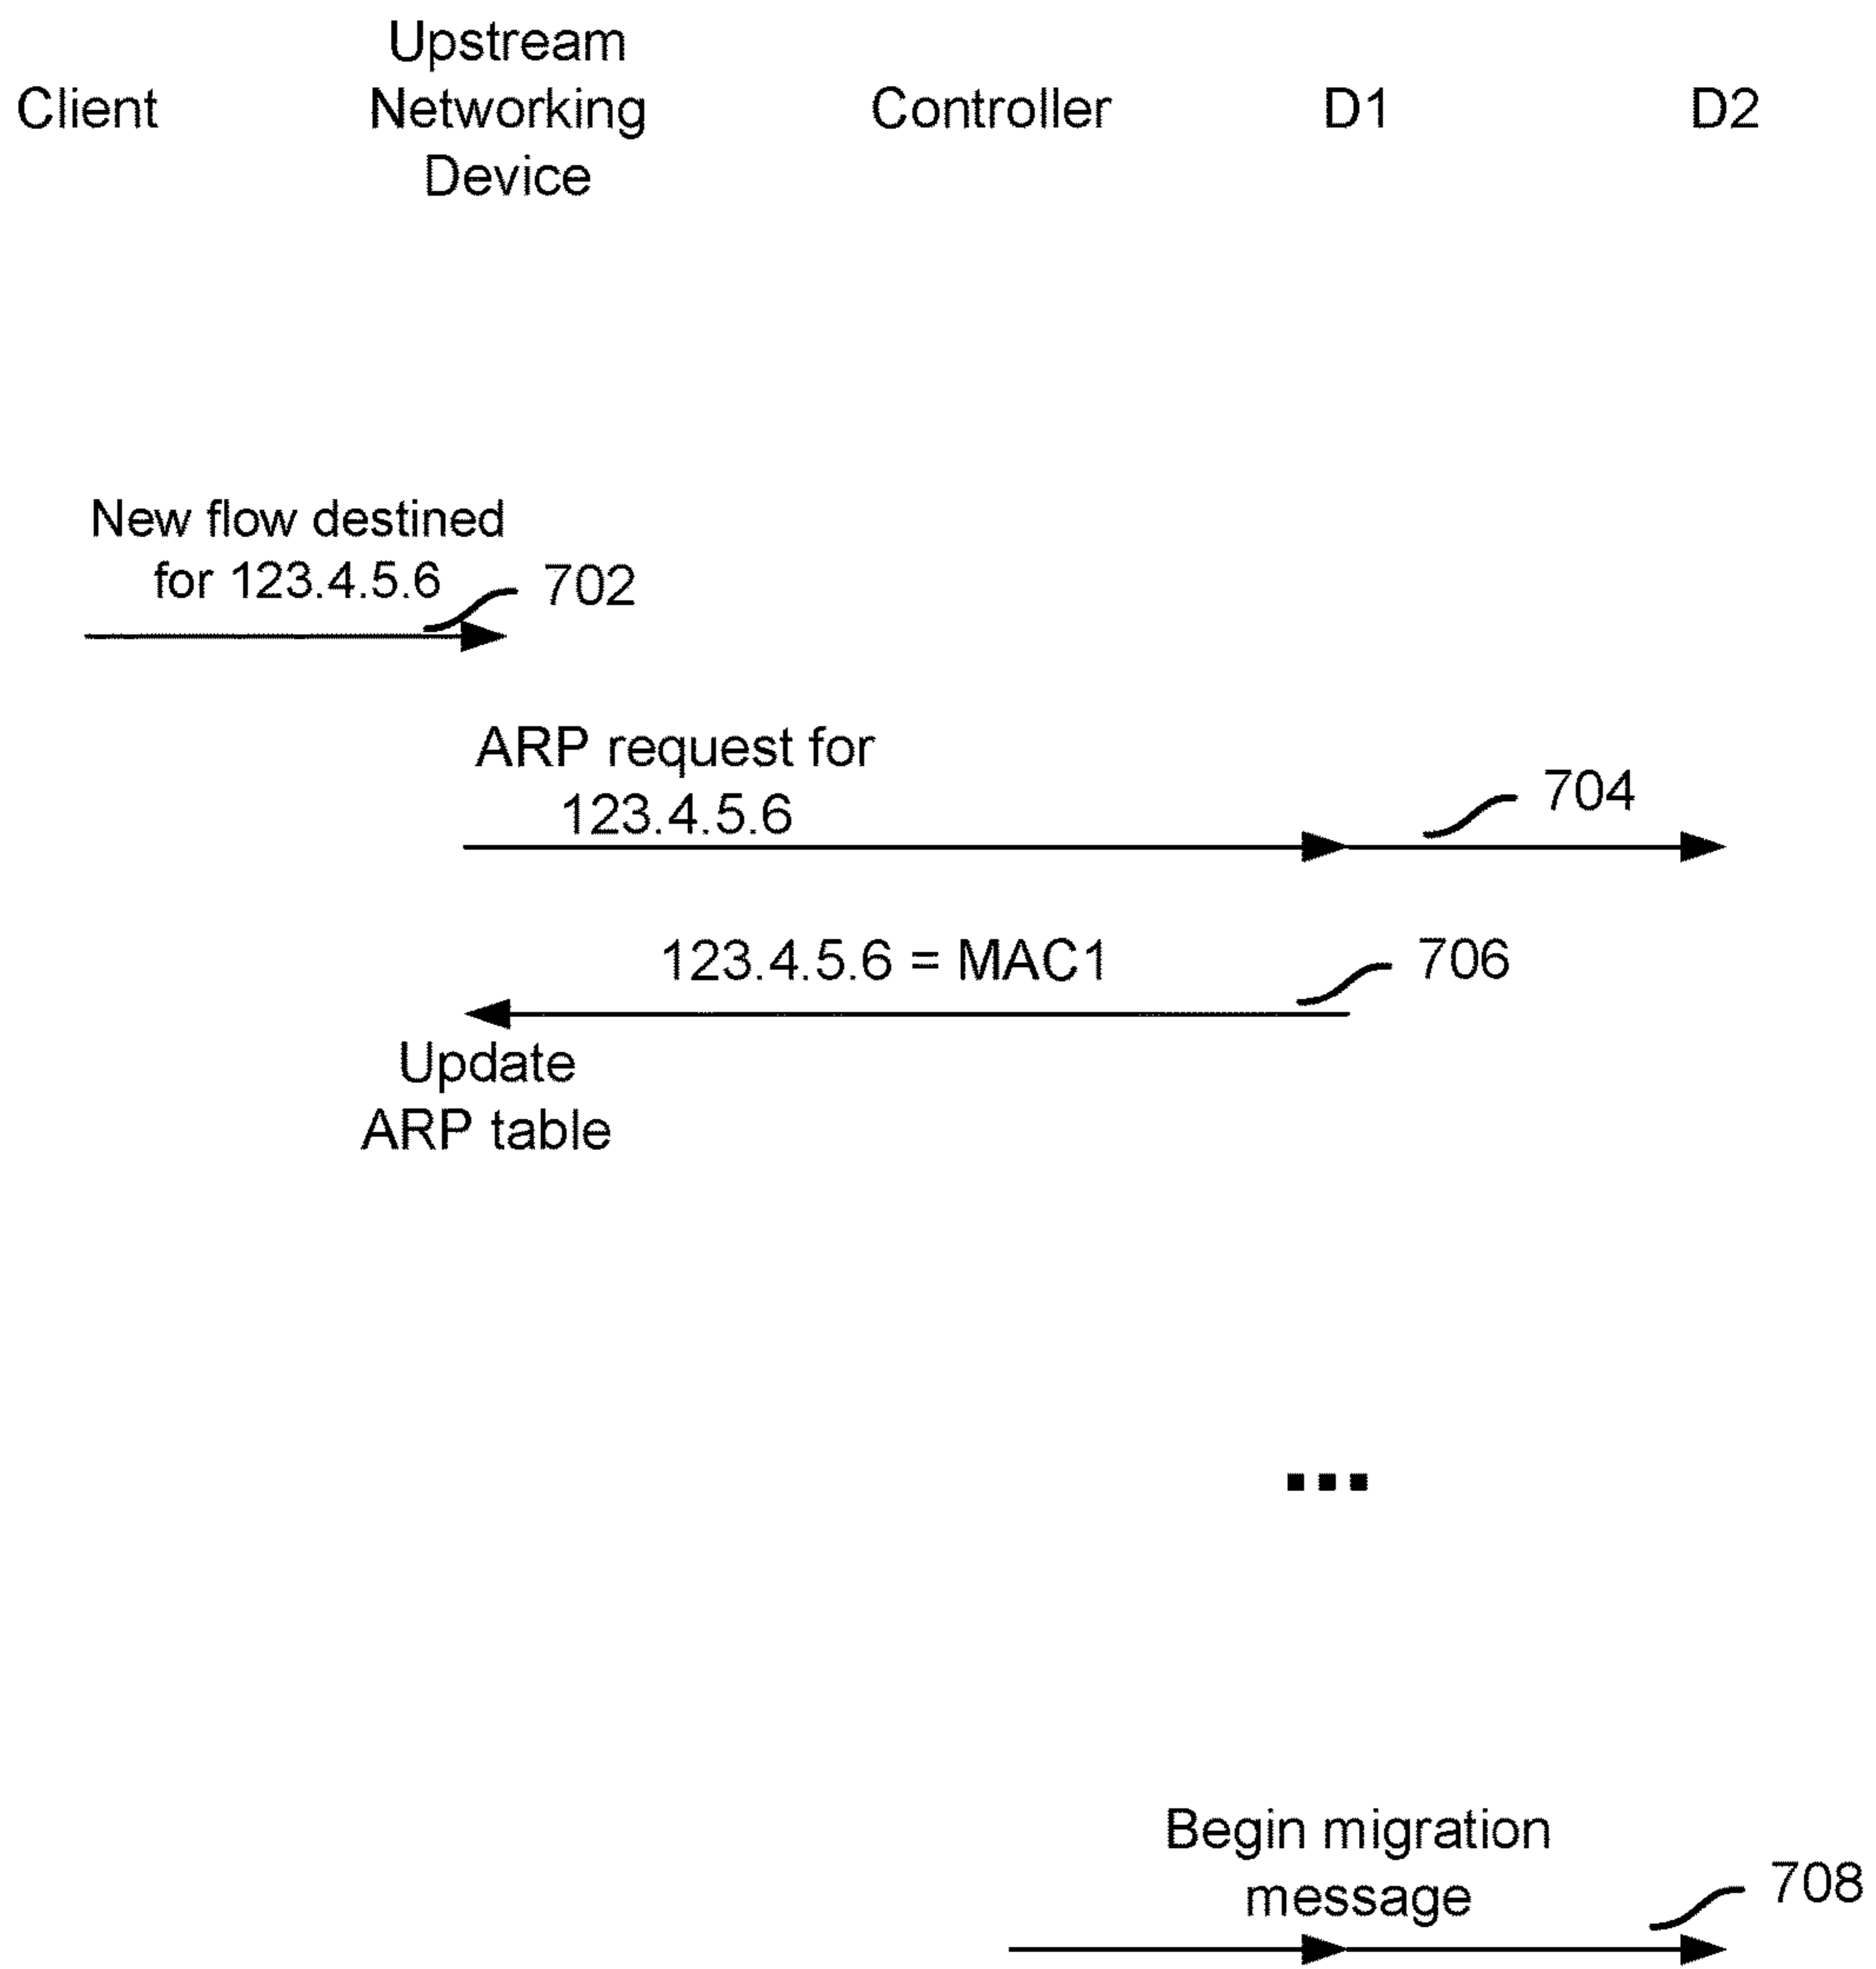 Upstream
Client Networking Controller D1 D2
Device
New flow destined
for 123.4.5.6 702
ARP request for
123.4.5.6 704
123.4.5.6 = MAC1 706
Update
ARP table
...
Begin migration
message 708